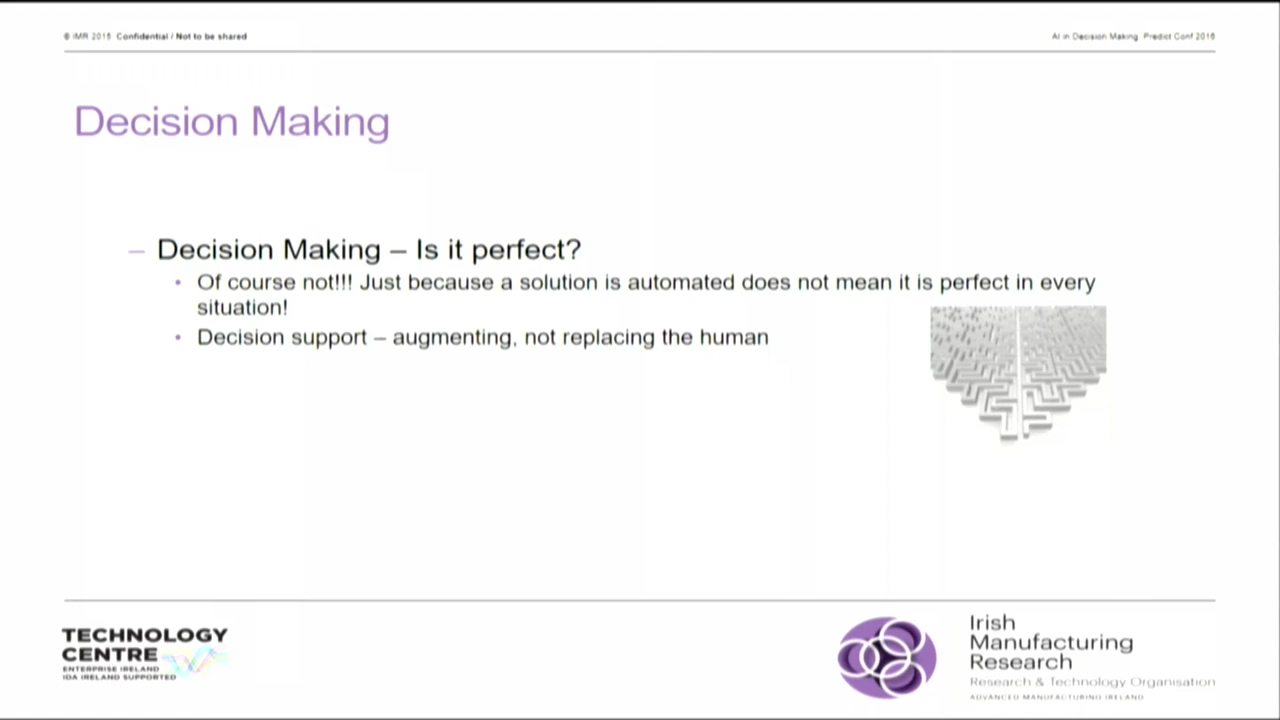 © IMR 2016 Confidential / Not to be shared
AI in Decision Making Predict Conf 2016
Decision Making
– Decision Making – Is it perfect?
• Of course not!!! Just because a solution is automated does not mean it is perfect in every
situation!
• Decision support – augmenting, not replacing the human
TECHNOLOGY
CENTRE
ENTERPRISE IRELAND
IDA IRELAND SUPPORTED
Irish
Manufacturing
Research
Research & Technology Organisation
ADVANCED MANUFACTURING IRELAND